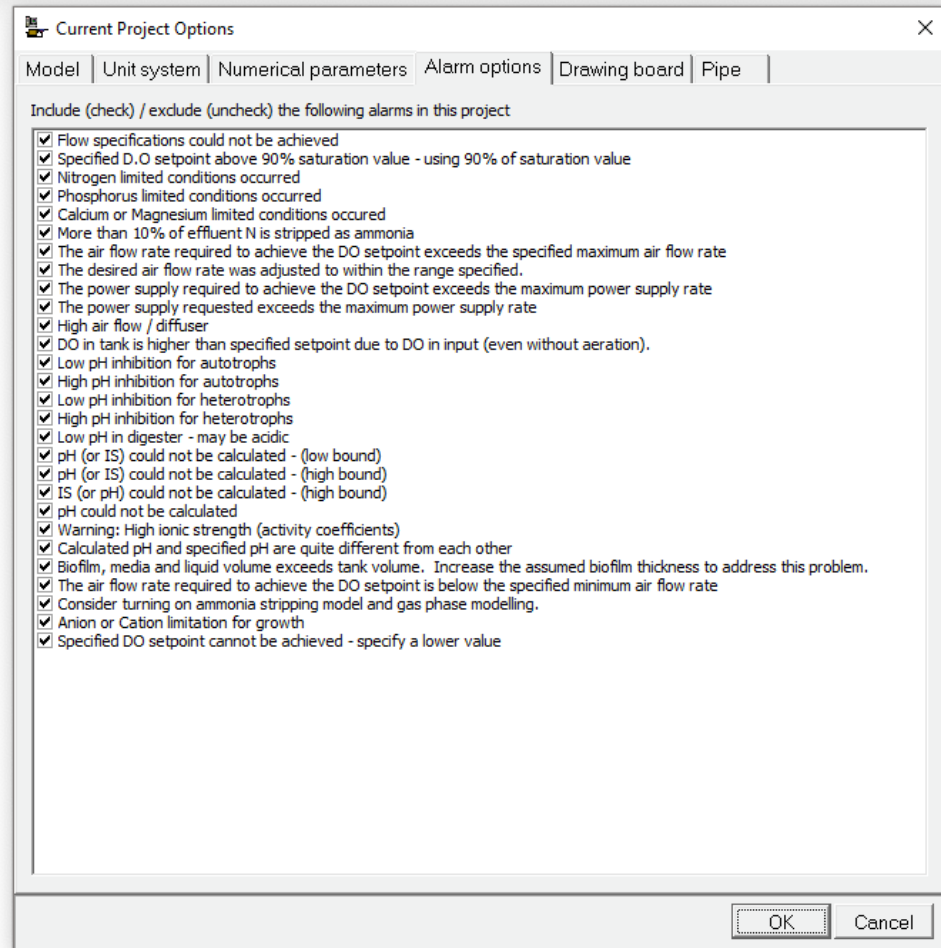 Current Project Options
Model Unit system Numerical parameters Alarm options Drawing board Pipe
Include (check) / exclude (uncheck) the following alarms in this project
Flow specifications could not be achieved
Specified D.O setpoint above 90% saturation value - using 90% of saturation value
Nitrogen limited conditions occurred
Phosphorus limited conditions occurred
Calcium or Magnesium limited conditions occured
More than 10% of effluent N is stripped as ammonia
The air flow rate required to achieve the DO setpoint exceeds the specified maximum air flow rate
The desired air flow rate was adjusted to within the range specified.
The power supply required to achieve the DO setpoint exceeds the maximum power supply rate
The power supply requested exceeds the maximum power supply rate
High air flow / diffuser
DO in tank is higher than specified setpoint due to DO in input (even without aeration).
Low pH inhibition for autotrophs
High pH inhibition for autotrophs
Low pH inhibition for heterotrophs
High pH inhibition for heterotrophs
Low pH in digester - may be acidic
pH (or IS) could not be calculated - (low bound)
pH (or IS) could not be calculated - (high bound)
IS (or pH) could not be calculated - (high bound)
pH could not be calculated
Warning: High ionic strength (activity coefficients)
Calculated pH and specified pH are quite different from each other
Biofilm, media and liquid volume exceeds tank volume.  Increase the assumed biofilm thickness to address this problem.
The air flow rate required to achieve the DO setpoint is below the specified minimum air flow rate
Consider turning on ammonia stripping model and gas phase modelling.
Anion or Cation limitation for growth
Specified DO setpoint cannot be achieved - specify a lower value
OK Cancel